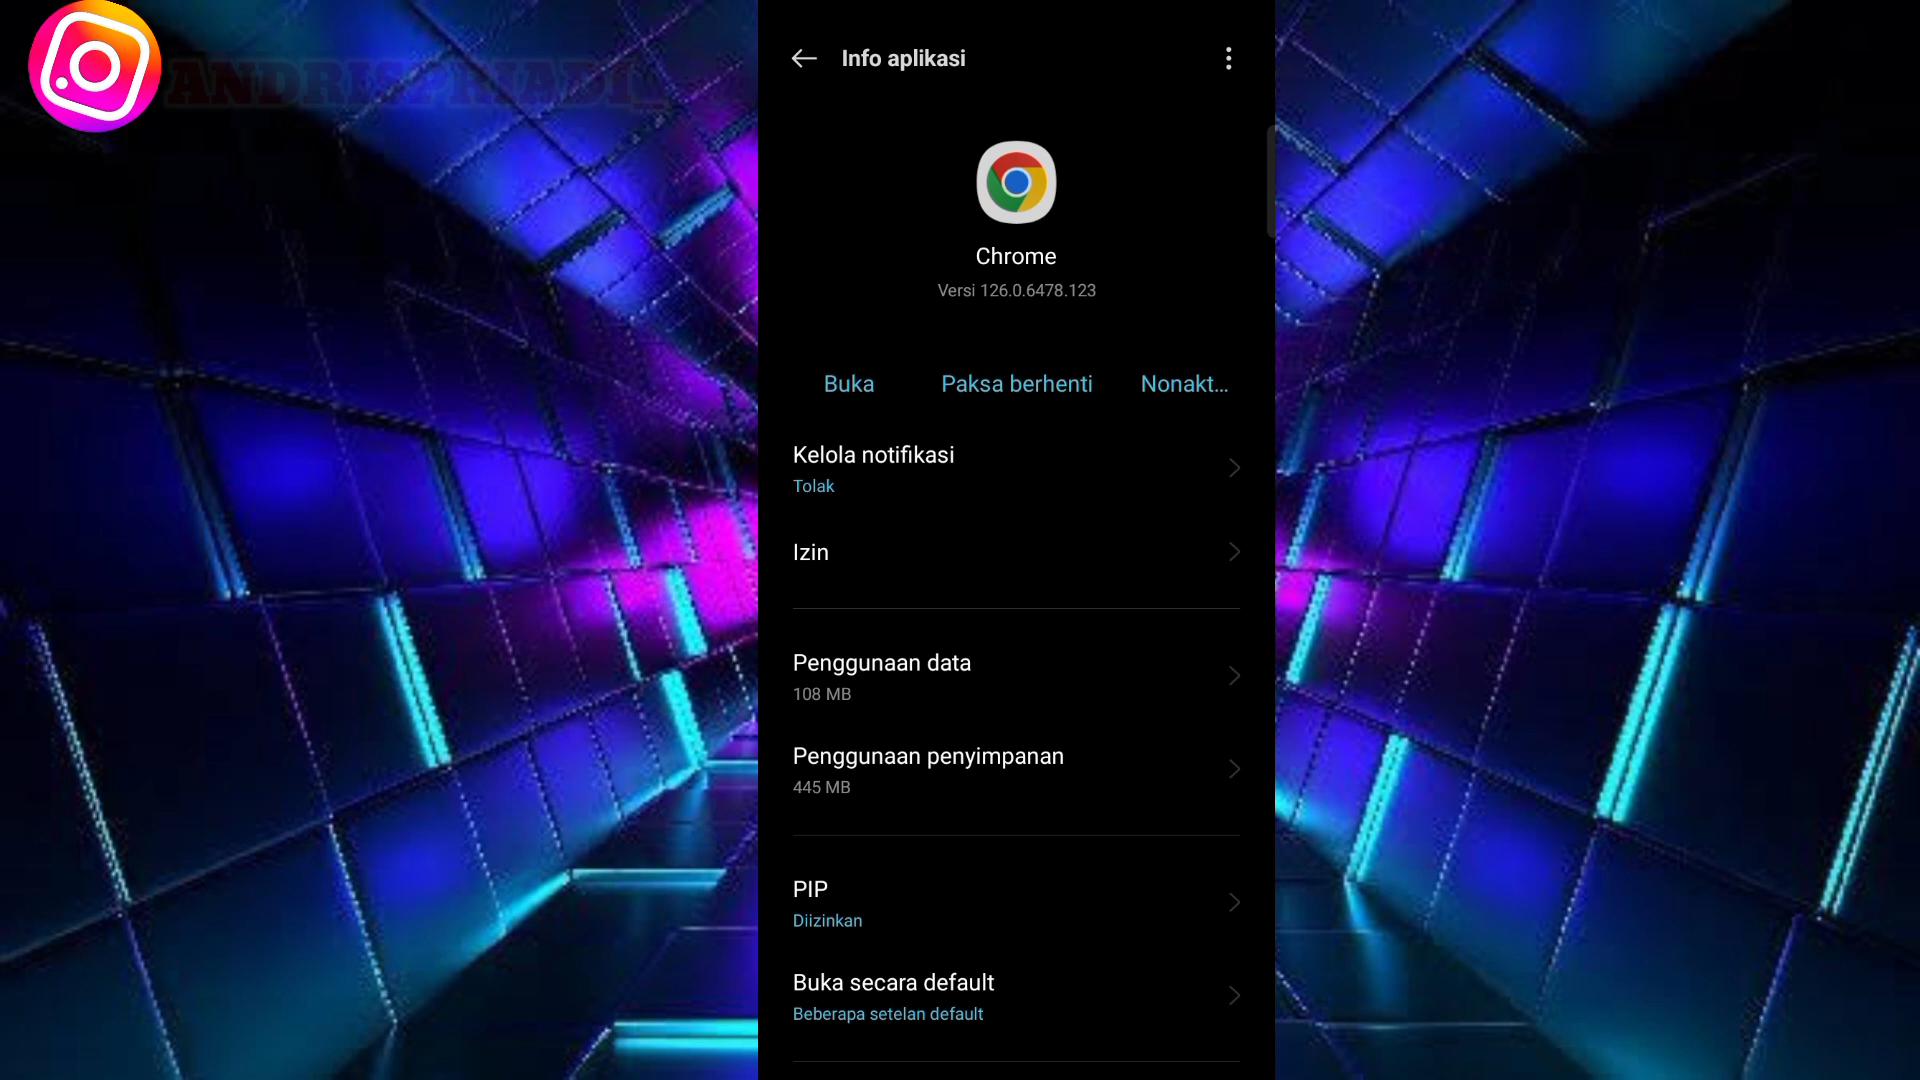 ANDRISPRIADI_
Info aplikasi
Chrome
Versi 126.0.6478.123
Buka
Paksa berhenti
Nonakt...
Kelola notifikasi
Tolak
Izin
Penggunaan data
108 MB
Penggunaan penyimpanan
445 MB
PIP
Diizinkan
Buka secara default
Beberapa setelan default